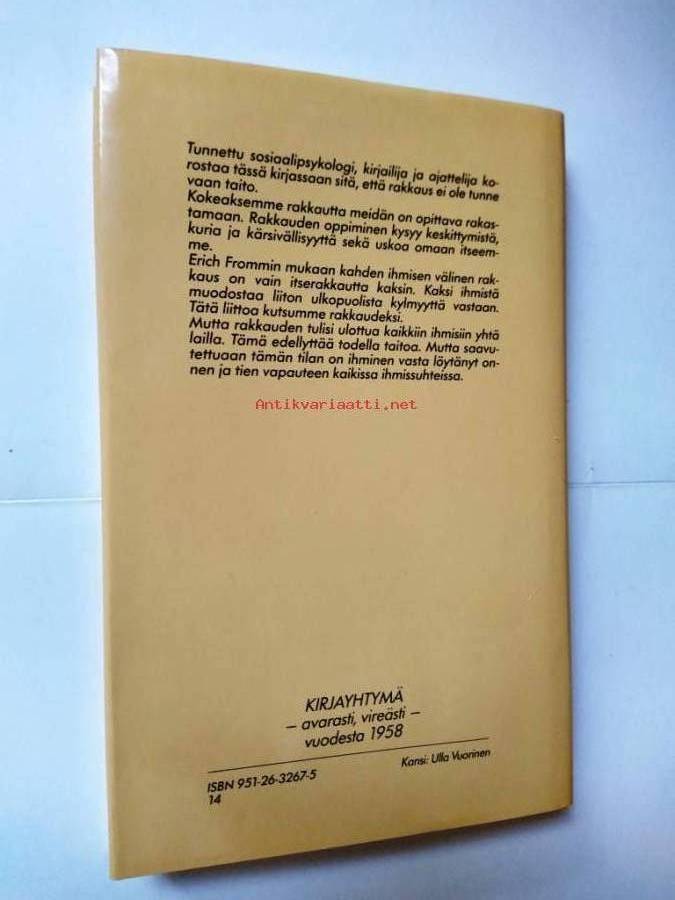 Tunnettu sosiaalipsykologi, kirjailija ja ajattelija ko-
rostaa tässä kirjassaan sitä, että rakkaus ei ole tunne
vaan taito.
Kokeaksemme rakkautta meidän on opittava rakas-
tamaan. Rakkauden oppiminen kysyy keskittymistä,
kuria ja kärsivällisyyttä sekä uskoa omaan itseem-
me.
Erich Frommin mukaan kahden ihmisen välinen rak-
kaus on vain itserakkautta kaksin. Kaksi ihmistä
muodostaa liiton ulkopuolista kylmyyttä vastaan.
Tätä liittoa kutsumme rakkaudeksi.
Mutta rakkauden tulisi ulottua kaikkiin ihmisiin yhtä
lailla. Tämä edellyttää todella taitoa. Mutta saavu-
tettuaan tämän tilan on ihminen vasta löytänyt on-
nen ja tien vapauteen kaikissa ihmissuhteissa.
Antikvariaatti.net
KIRJAYHTYMÄ
– avarasti, vireästi –
vuodesta 1958
ISBN 951-26-3267-5
14
Kansi: Ulla Vuorinen